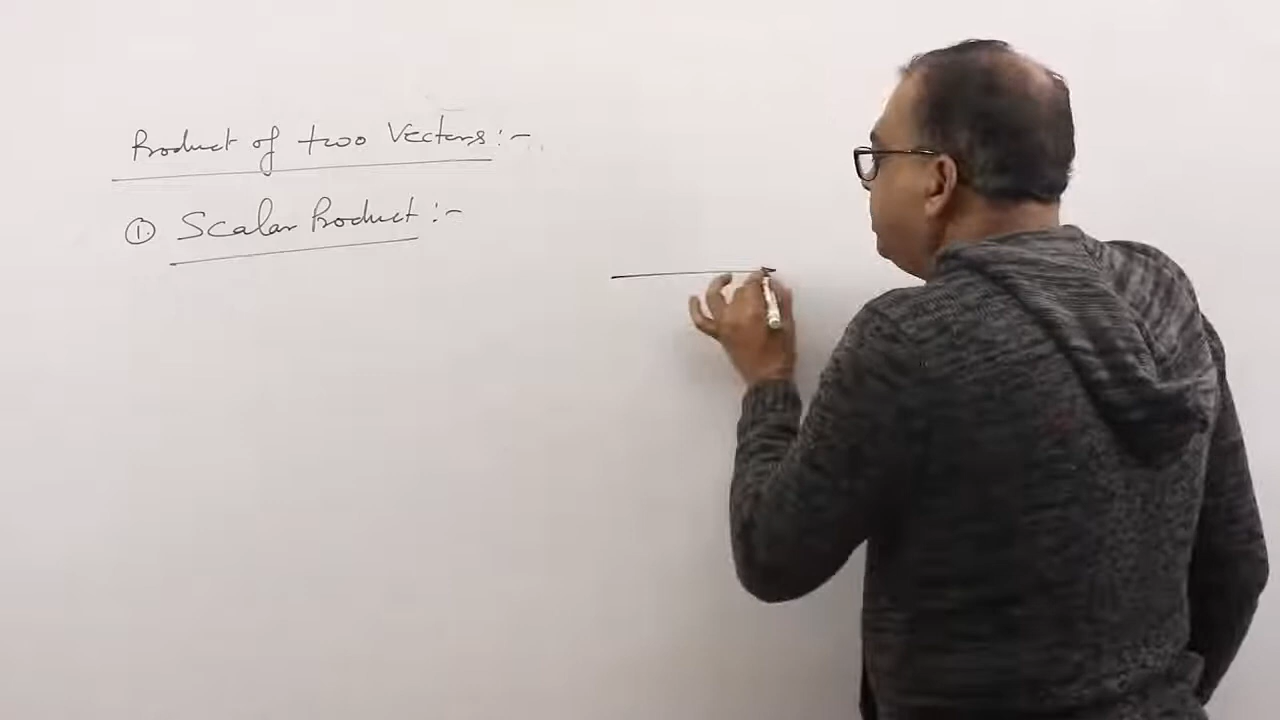 Product of two Vectors :-
①. Scalar Product :-